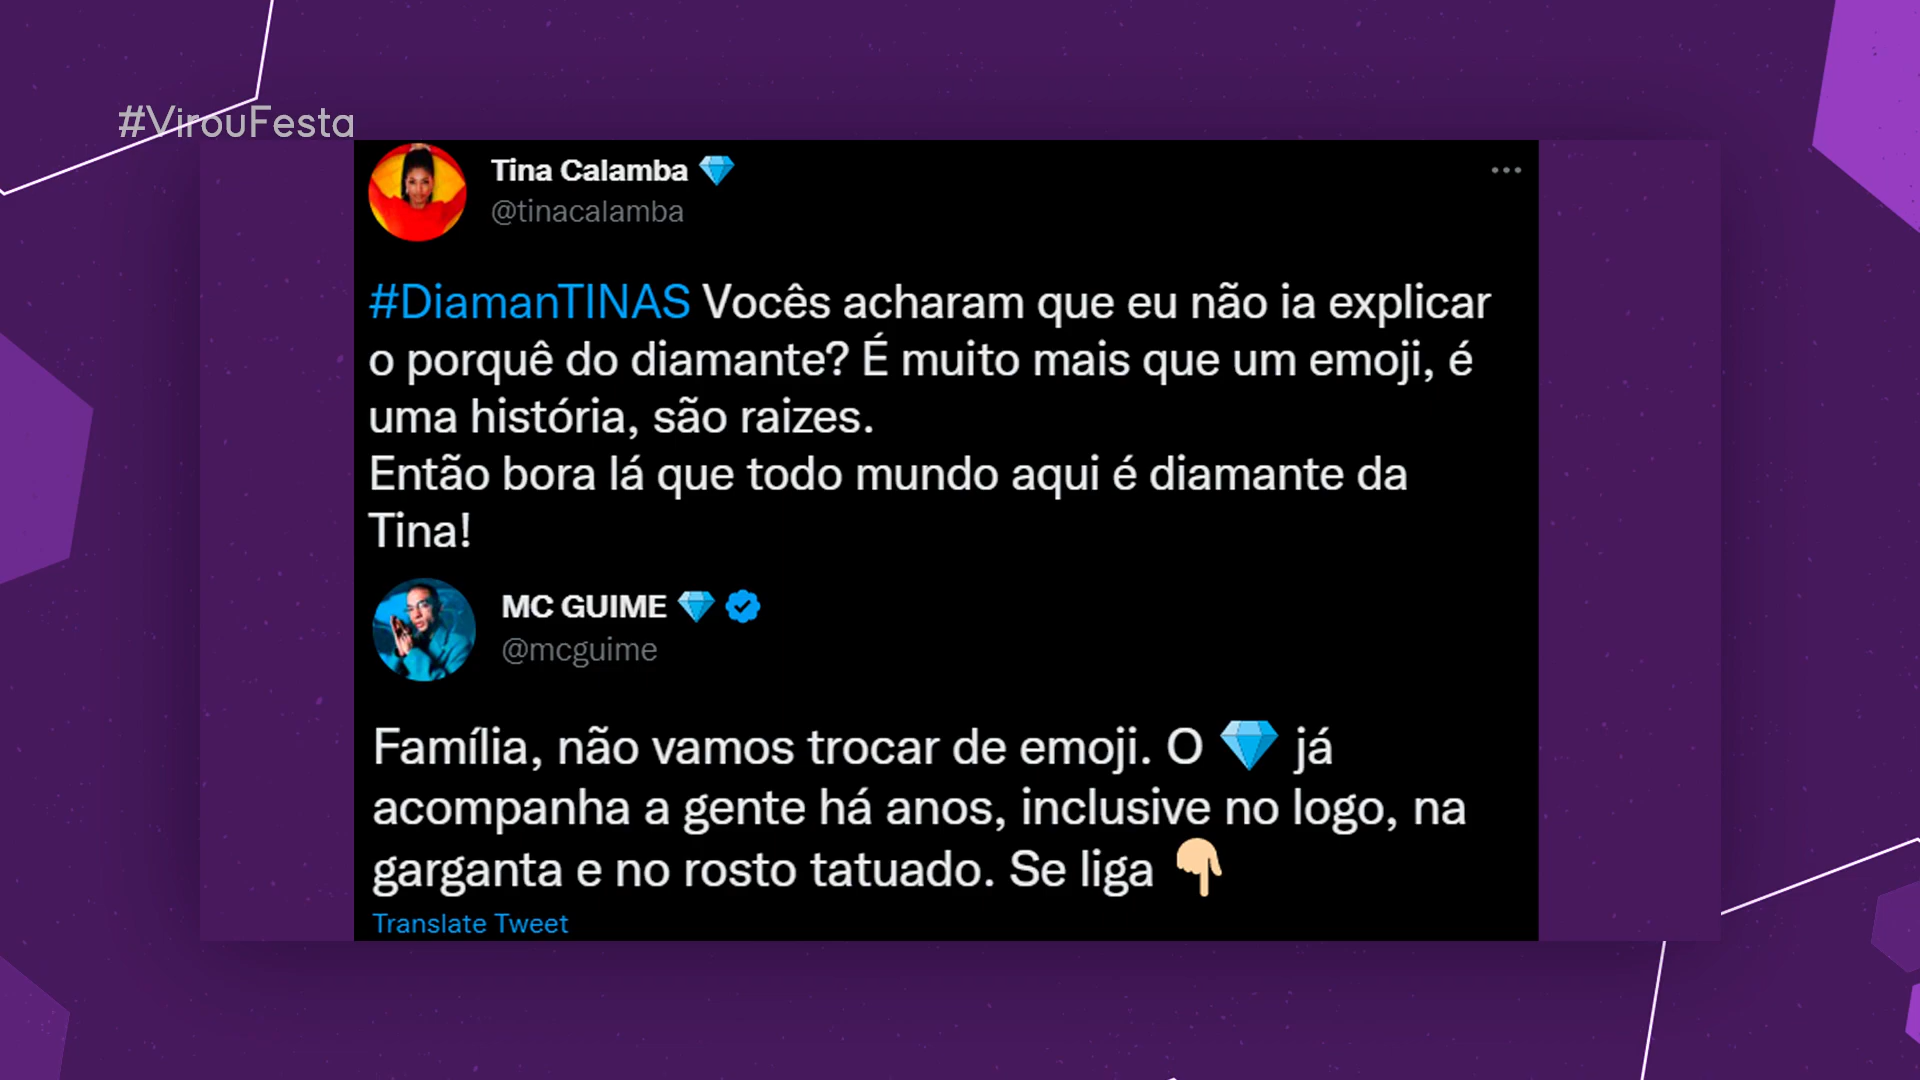 #VirouFesta
Tina Calamba 💎
@tinacalamba
#DiamanTINAS Vocês acharam que eu não ia explicar
o porquê do diamante? É muito mais que um emoji, é
uma história, são raizes.
Então bora lá que todo mundo aqui é diamante da
Tina!
MC GUIME 💎
@mcguime
Família, não vamos trocar de emoji. O 💎 já
acompanha a gente há anos, inclusive no logo, na
garganta e no rosto tatuado. Se liga 👇🏻
Translate Tweet